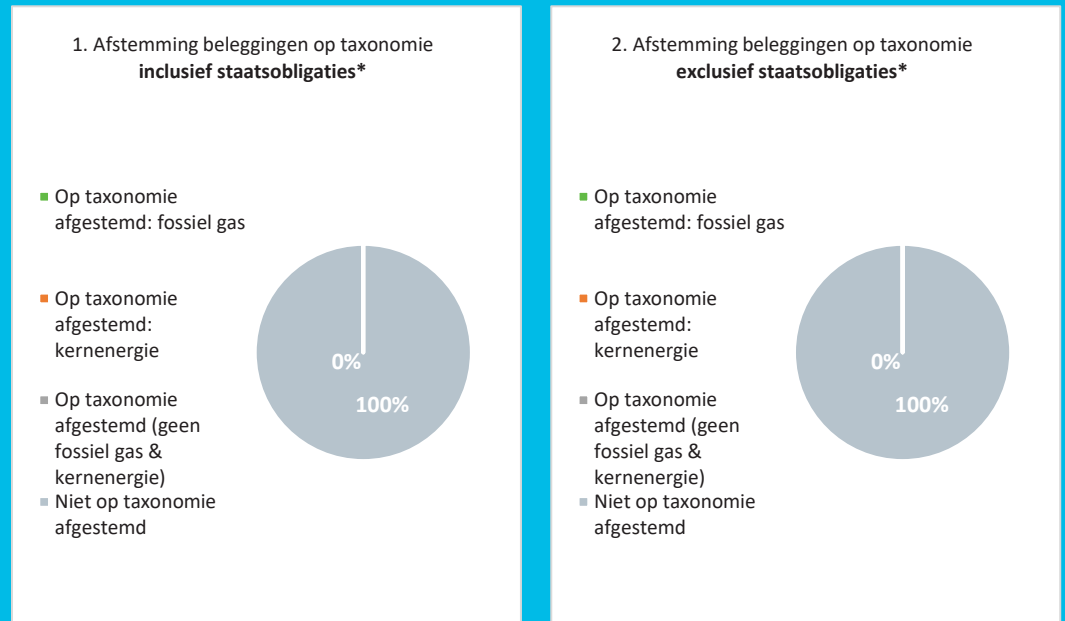 1. Afstemming beleggingen op taxonomie
inclusief staatsobligaties*
Op taxonomie
afgestemd: fossiel gas
Op taxonomie
afgestemd:
kernenergie
Op taxonomie
afgestemd (geen
fossiel gas &
kernenergie)
Niet op taxonomie
afgestemd
0%
100%
2. Afstemming beleggingen op taxonomie
exclusief staatsobligaties*
Op taxonomie
afgestemd: fossiel gas
Op taxonomie
afgestemd:
kernenergie
Op taxonomie
afgestemd (geen
fossiel gas &
kernenergie)
Niet op taxonomie
afgestemd
0%
100%